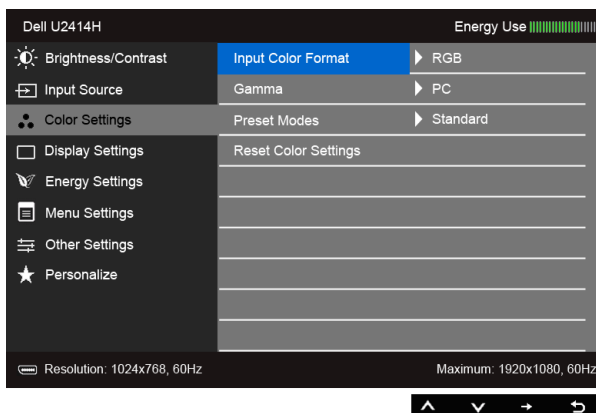 Dell U2414H Energy Use
Brightness/Contrast Input Color Format RGB
Input Source Gamma PC
Color Settings Preset Modes Standard
Display Settings Reset Color Settings
Energy Settings
Menu Settings
Other Settings
Personalize
Resolution: 1024x768, 60Hz Maximum: 1920x1080, 60Hz